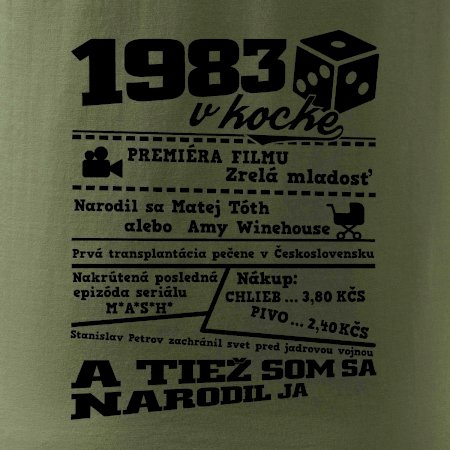 1983
v kocke
PREMIÉRA FILMU
Zrelá mladosť
Narodil sa Matej Tóth
alebo Amy Winehouse
Prvá transplantácia pečene v Československu
Nakrútená posledná
epizóda seriálu
M*A*S*H*
Nákup:
CHLIEB ... 3,80 KČS
PIVO ... 2,40 KČS
Stanislav Petrov zachránil svet pred jadrovou vojnou
A TIEŽ SOM SA
NARODIL JA